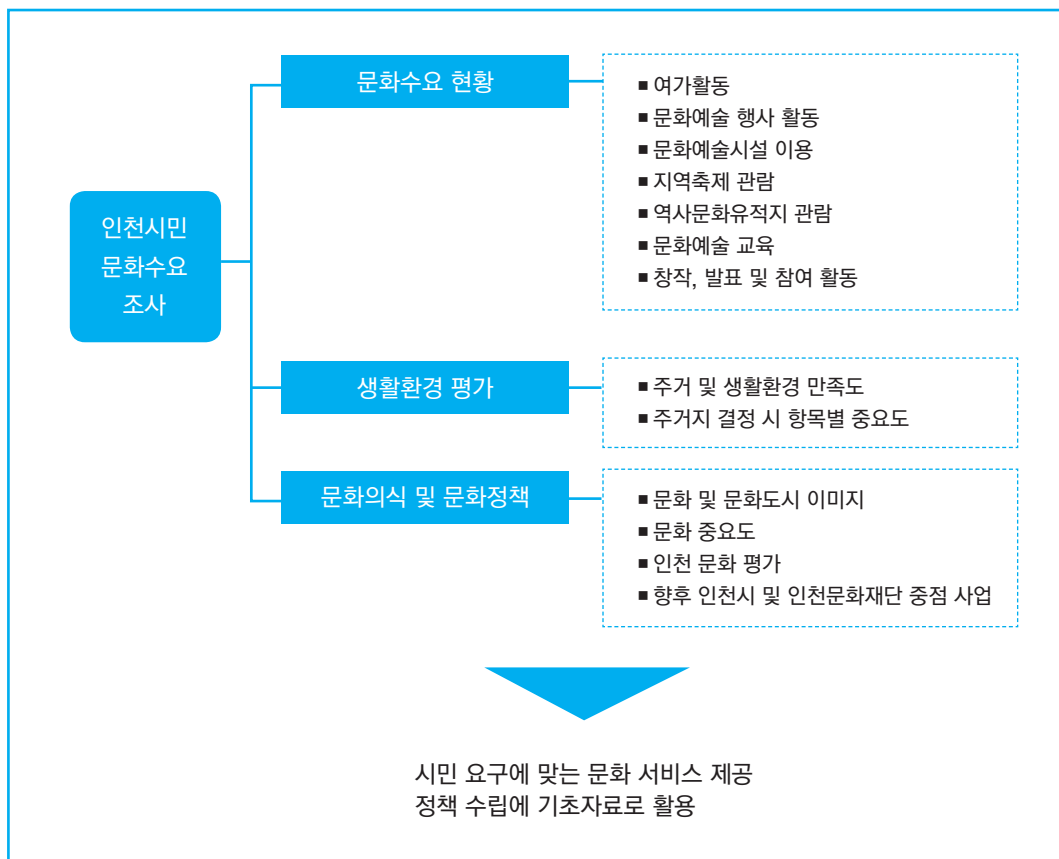 인천시민
문화수요
조사
문화수요 현황
■ 여가활동
■ 문화예술 행사 활동
■ 문화예술시설 이용
■ 지역축제 관람
■ 역사문화유적지 관람
■ 문화예술 교육
■ 창작, 발표 및 참여 활동
생활환경 평가
■ 주거 및 생활환경 만족도
■ 주거지 결정 시 항목별 중요도
문화의식 및 문화정책
■ 문화 및 문화도시 이미지
■ 문화 중요도
■ 인천 문화 평가
■ 향후 인천시 및 인천문화재단 중점 사업
시민 요구에 맞는 문화 서비스 제공
정책 수립에 기초자료로 활용